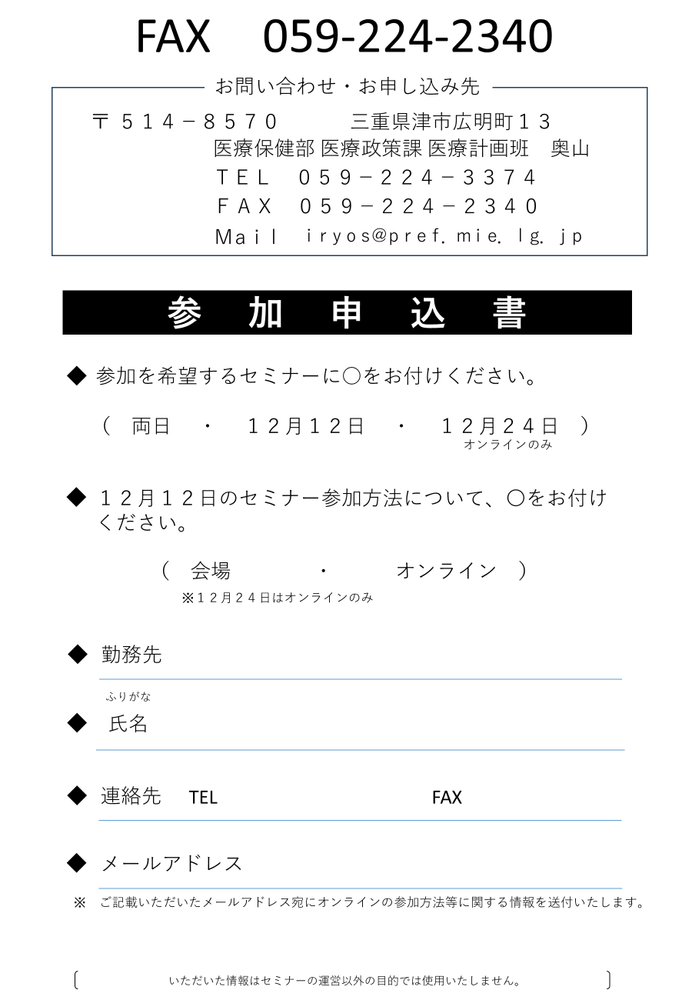 FAX　059-224-2340
お問い合わせ・お申し込み先
〒５１４－８５７０　　三重県津市広明町１３
医療保健部 医療政策課 医療計画班　奥山
ＴＥＬ　０５９－２２４－３３７４
ＦＡＸ　０５９－２２４－２３４０
Ｍａｉｌ　ｉｒｙｏｓ@ｐｒｅｆ．ｍｉｅ．ｌｇ．ｊｐ
参　加　申　込　書
◆ 参加を希望するセミナーに○をお付けください。
（　両日　・　１２月１２日　・　１２月２４日　）
オンラインのみ
◆ １２月１２日のセミナー参加方法について、〇をお付け
ください。
（　会場　　　・　　　オンライン　）
※１２月２４日はオンラインのみ
◆ 勤務先
ふりがな
◆ 氏名
◆ 連絡先　TEL　　　FAX
◆ メールアドレス
※　ご記載いただいたメールアドレス宛にオンラインの参加方法等に関する情報を送付いたします。
〔　いただいた情報はセミナーの運営以外の目的では使用いたしません。　〕